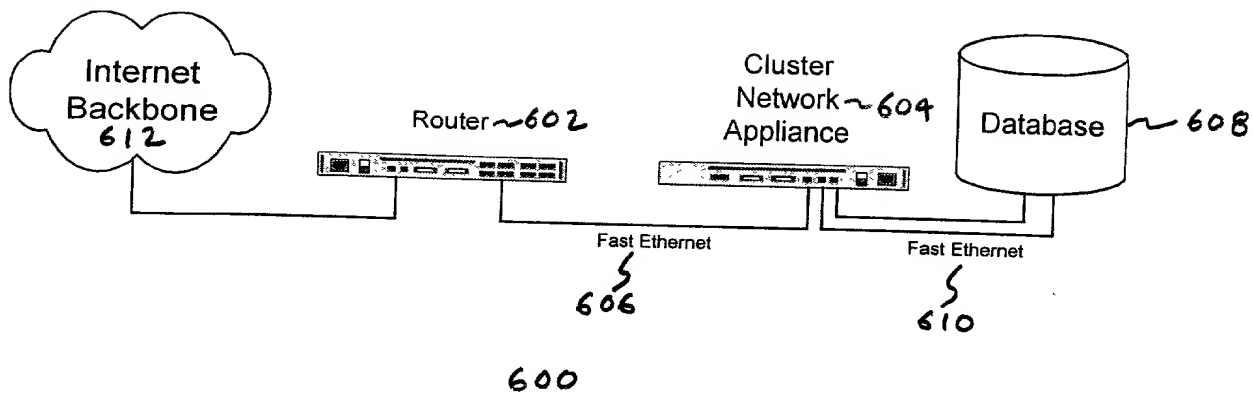 Internet
Backbone
612
Router ~602
Cluster
Network ~604
Appliance
Database
~ 608
Fast Ethernet
606
Fast Ethernet
610
600